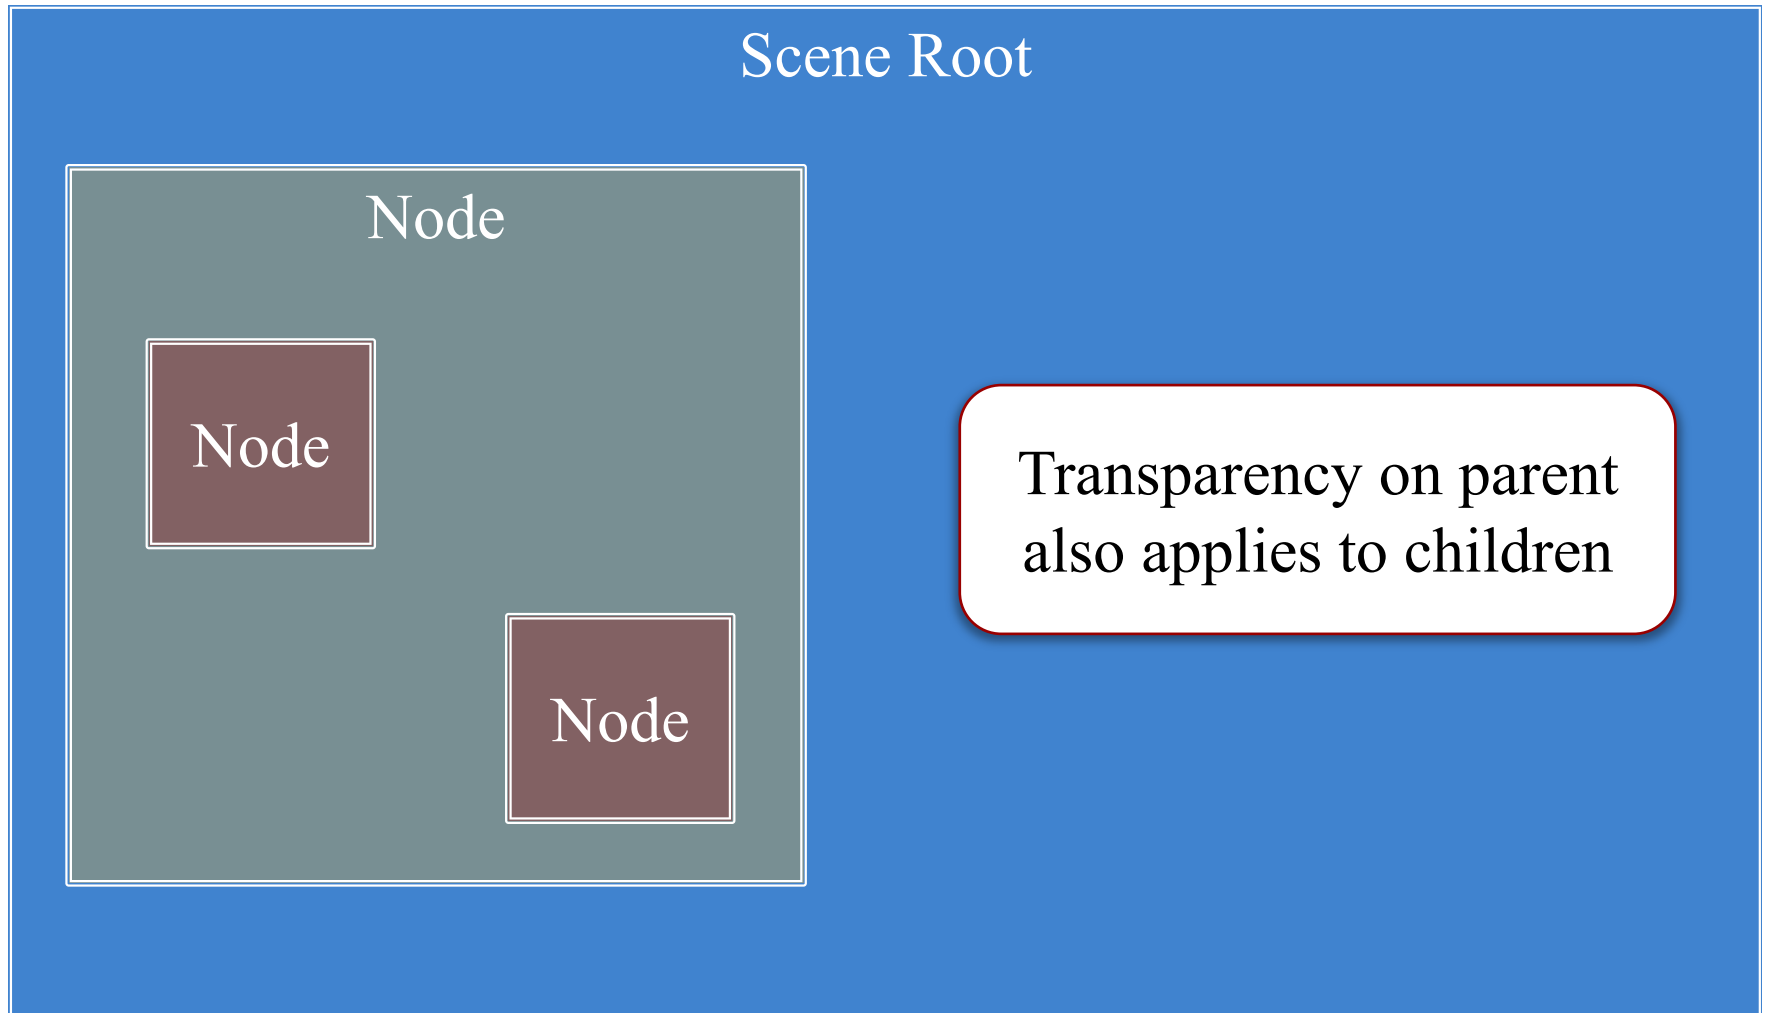 Scene Root
Node
Node
Node
Transparency on parent
also applies to children